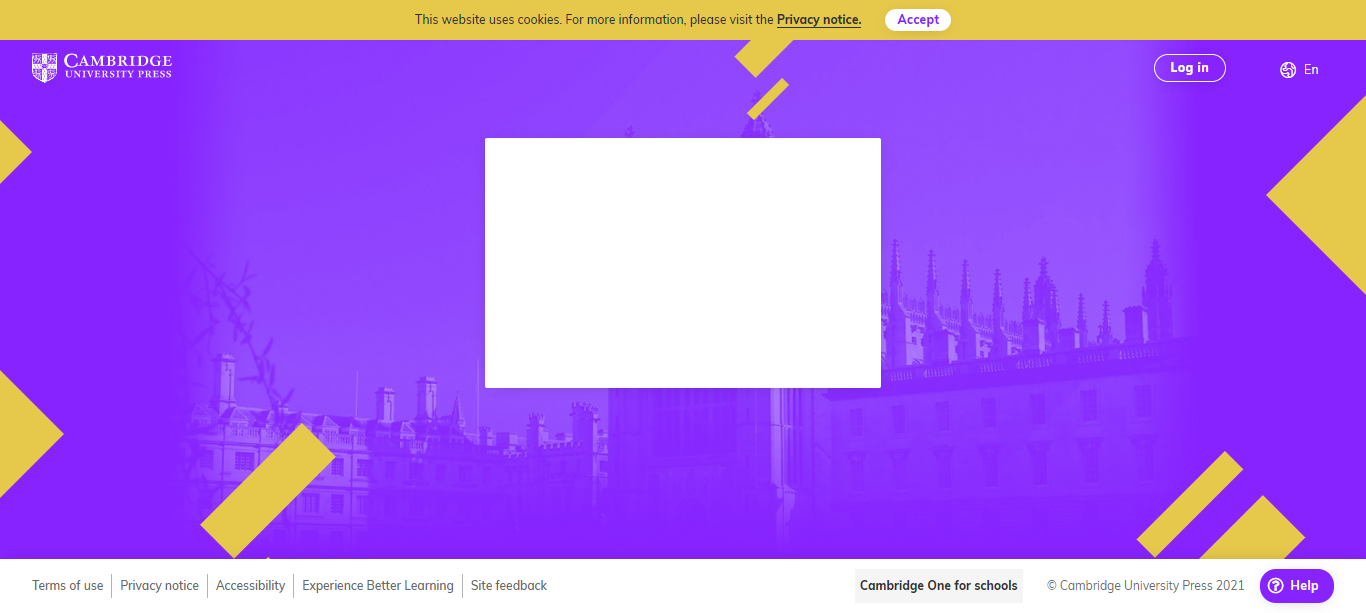 This website uses cookies. For more information, please visit the Privacy notice. Accept
CAMBRIDGE
UNIVERSITY PRESS
Log in
En
Terms of use
Privacy notice
Accessibility
Experience Better Learning
Site feedback
Cambridge One for schools
© Cambridge University Press 2021
Help